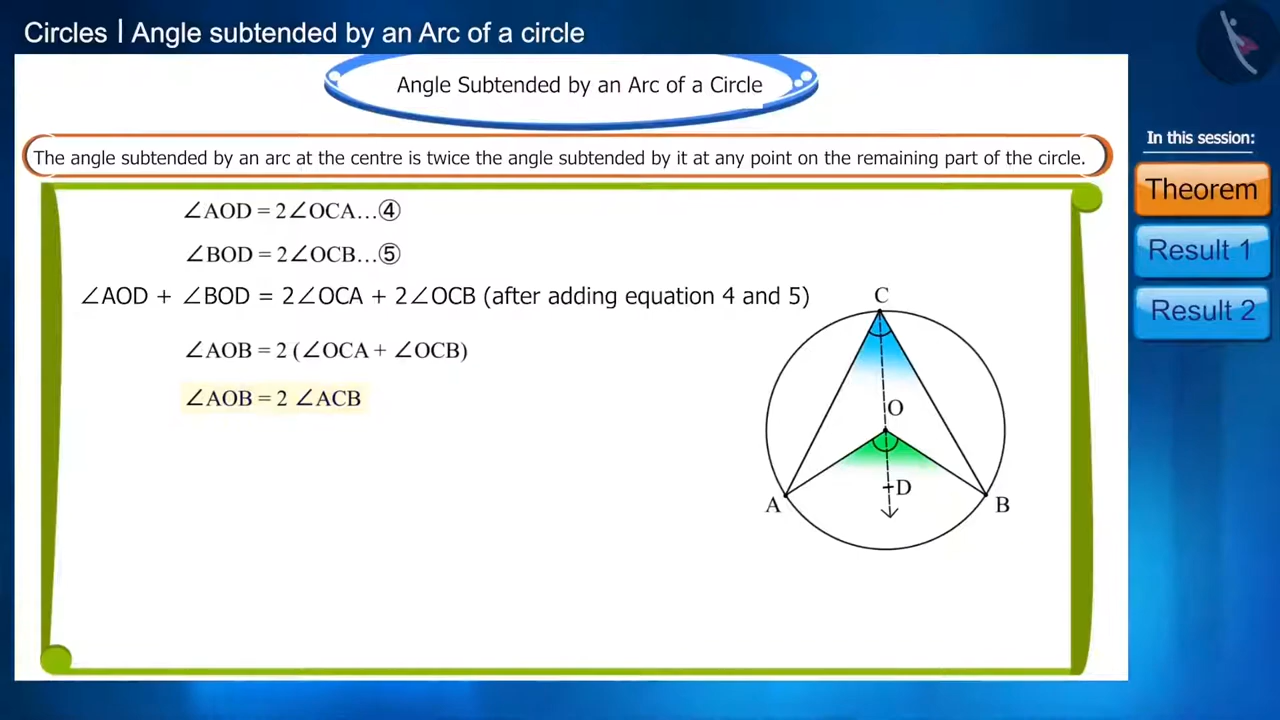 Circles | Angle subtended by an Arc of a circle
Angle Subtended by an Arc of a Circle
In this session:
The angle subtended by an arc at the centre is twice the angle subtended by it at any point on the remaining part of the circle.
Theorem
∠AOD = 2∠OCA...④
∠BOD = 2∠OCB...⑤
Result 1
∠AOD + ∠BOD = 2∠OCA + 2∠OCB (after adding equation 4 and 5)
Result 2
∠AOB = 2 (∠OCA + ∠OCB)
∠AOB = 2 ∠ACB
C
O
D
A
B